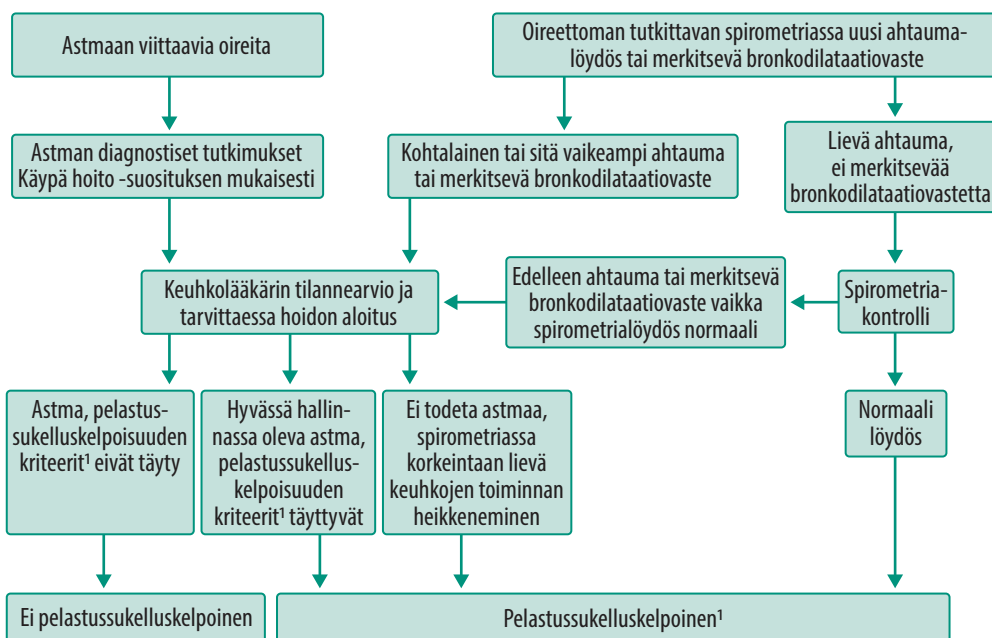 Astmaan viittaavia oireita
Oireettoman tutkittavan spirometriassa uusi ahtauma-
löydös tai merkitsevä bronkodilataatiovaste
Astman diagnostiset tutkimukset
Käypä hoito -suosituksen mukaisesti
Kohtalainen tai sitä vaikeampi ahtauma
tai merkitsevä bronkodilataatiovaste
Lievä ahtauma,
ei merkitsevää
bronkodilataatiovastetta
Keuhkolääkärin tilannearvio ja
tarvittaessa hoidon aloitus
Edelleen ahtauma tai merkitsevä
bronkodilataatiovaste vaikka
spirometrialöydös normaali
Spirometria-
kontrolli
Astma, pelastus-
sukelluskelpoisuuden
kriteerit¹ eivät täyty
Hyvässä hallin-
nassa oleva astma,
pelastussukellus-
kelpoisuuden
kriteerit¹ täyttyvät
Ei todeta astmaa,
spirometriassa
korkeintaan lievä
keuhkojen toiminnan
heikkeneminen
Normaali
löydös
Ei pelastussukelluskelpoinen
Pelastussukelluskelpoinen¹